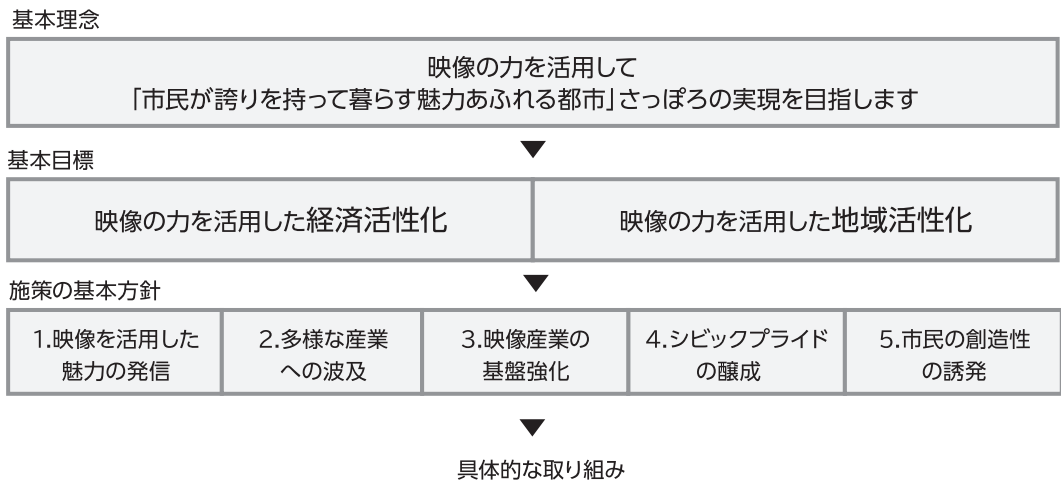 基本理念
映像の力を活用して
「市民が誇りを持って暮らす魅力あふれる都市」さっぽろの実現を目指します
▼
基本目標
映像の力を活用した経済活性化
映像の力を活用した地域活性化
▼
施策の基本方針
1.映像を活用した
魅力の発信
2.多様な産業
への波及
3.映像産業の
基盤強化
4.シビックプライド
の醸成
5.市民の創造性
の誘発
▼
具体的な取り組み